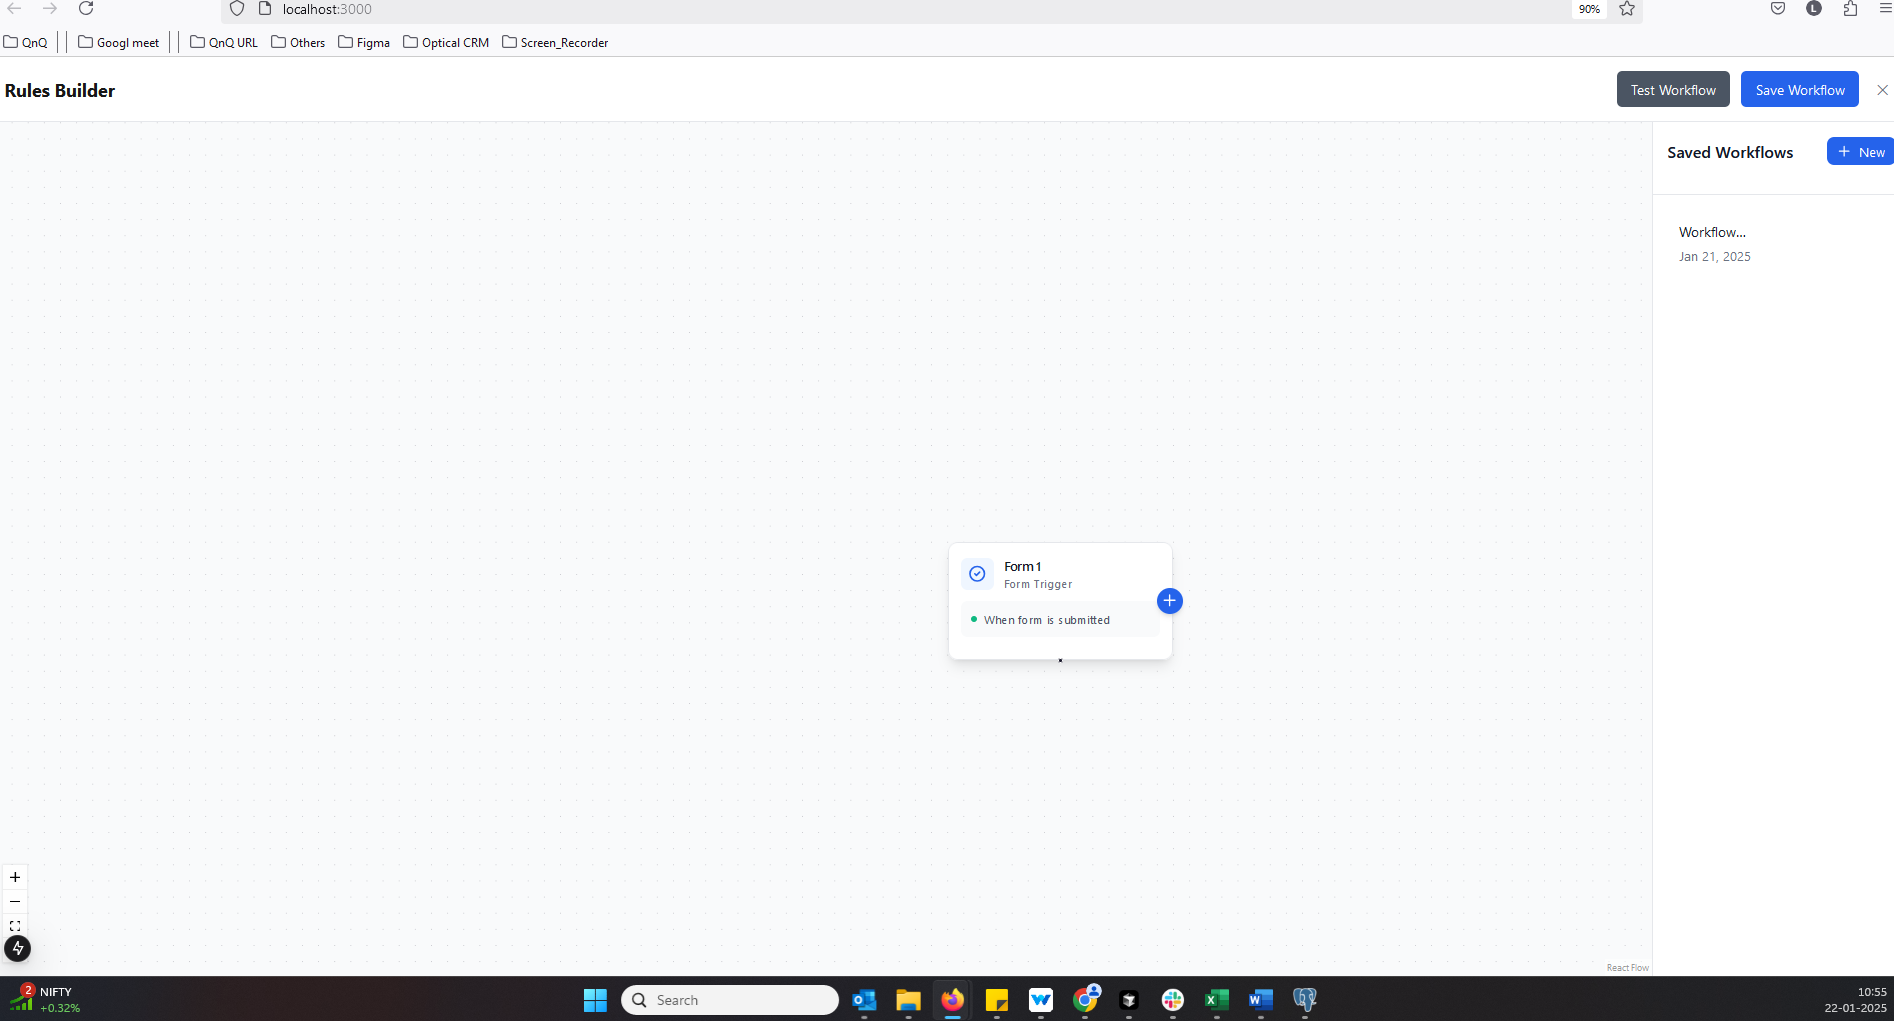 localhost:3000
90%
L
QnQ
Googl meet
QnQ URL
Others
Figma
Optical CRM
Screen_Recorder
Rules Builder
Test Workflow
Save Workflow
Saved Workflows
New
Workflow...
Jan 21, 2025
Form 1
Form Trigger
When form is submitted
React Flow
2
NIFTY
+0.32%
Search
10:55
22-01-2025